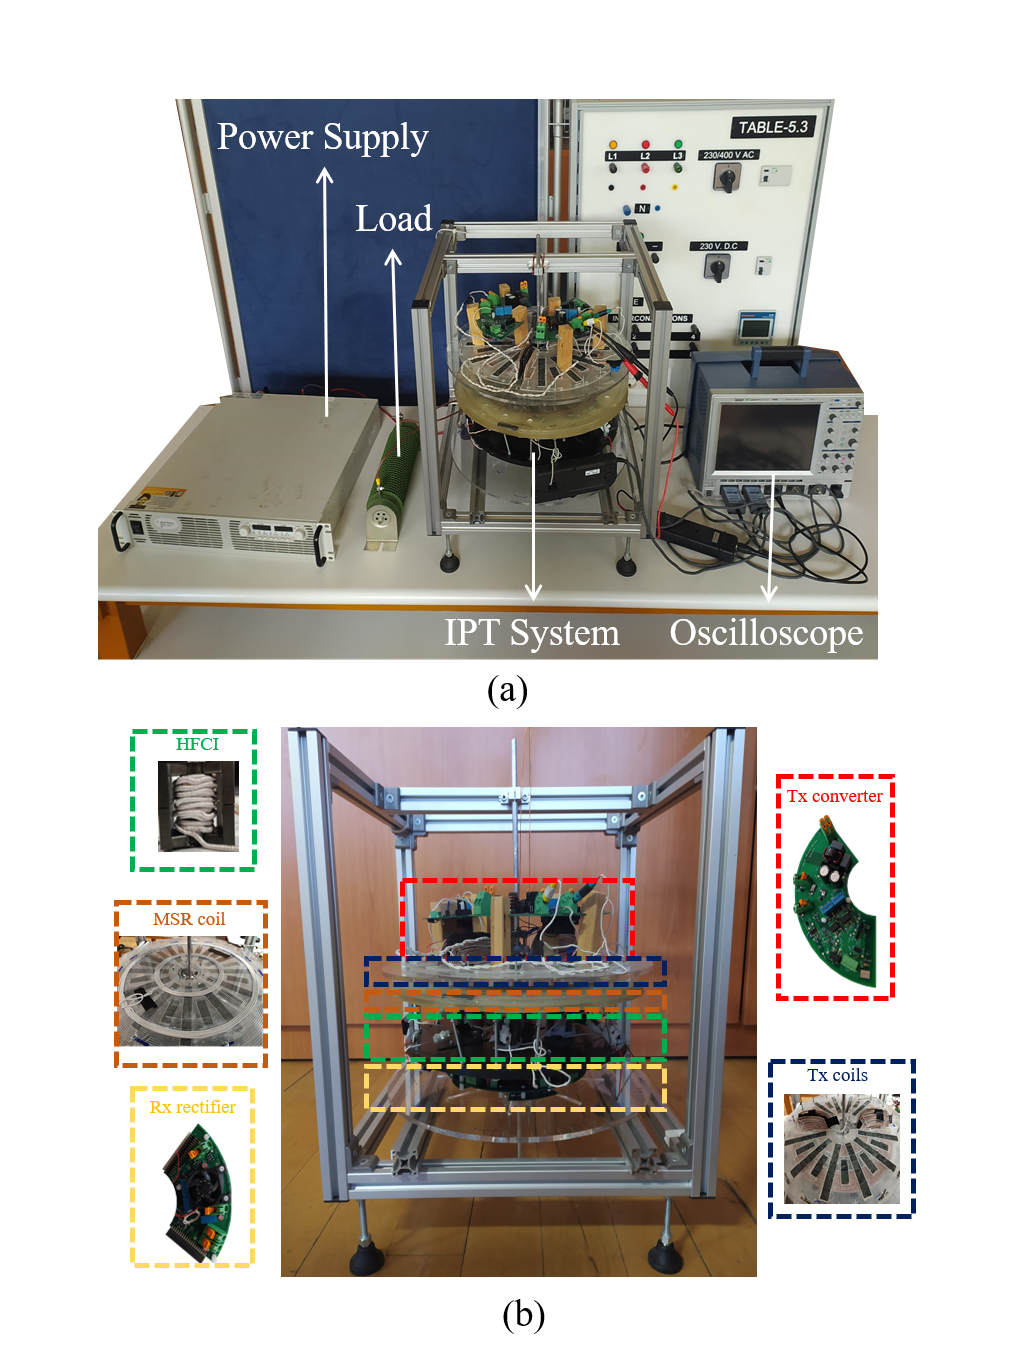 Power Supply
Load
TABLE-5.3
L1 L2 L3
230/400 V AC
N
230 V. D.C
IPT System
Oscilloscope
(a)
HFCI
Tx converter
MSR coil
Tx coils
Rx rectifier
(b)